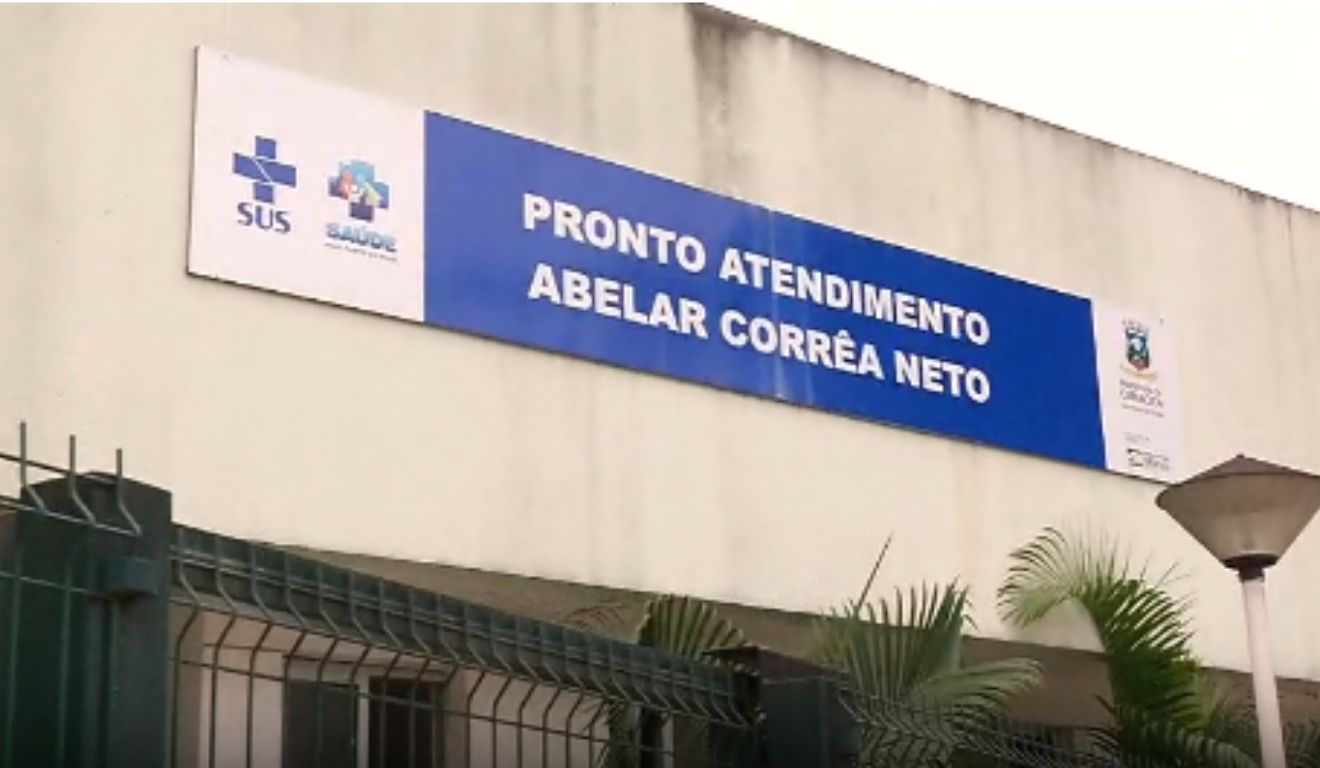 SUS
SAÚDE
PRONTO ATENDIMENTO
ABELAR CORRÊA NETO